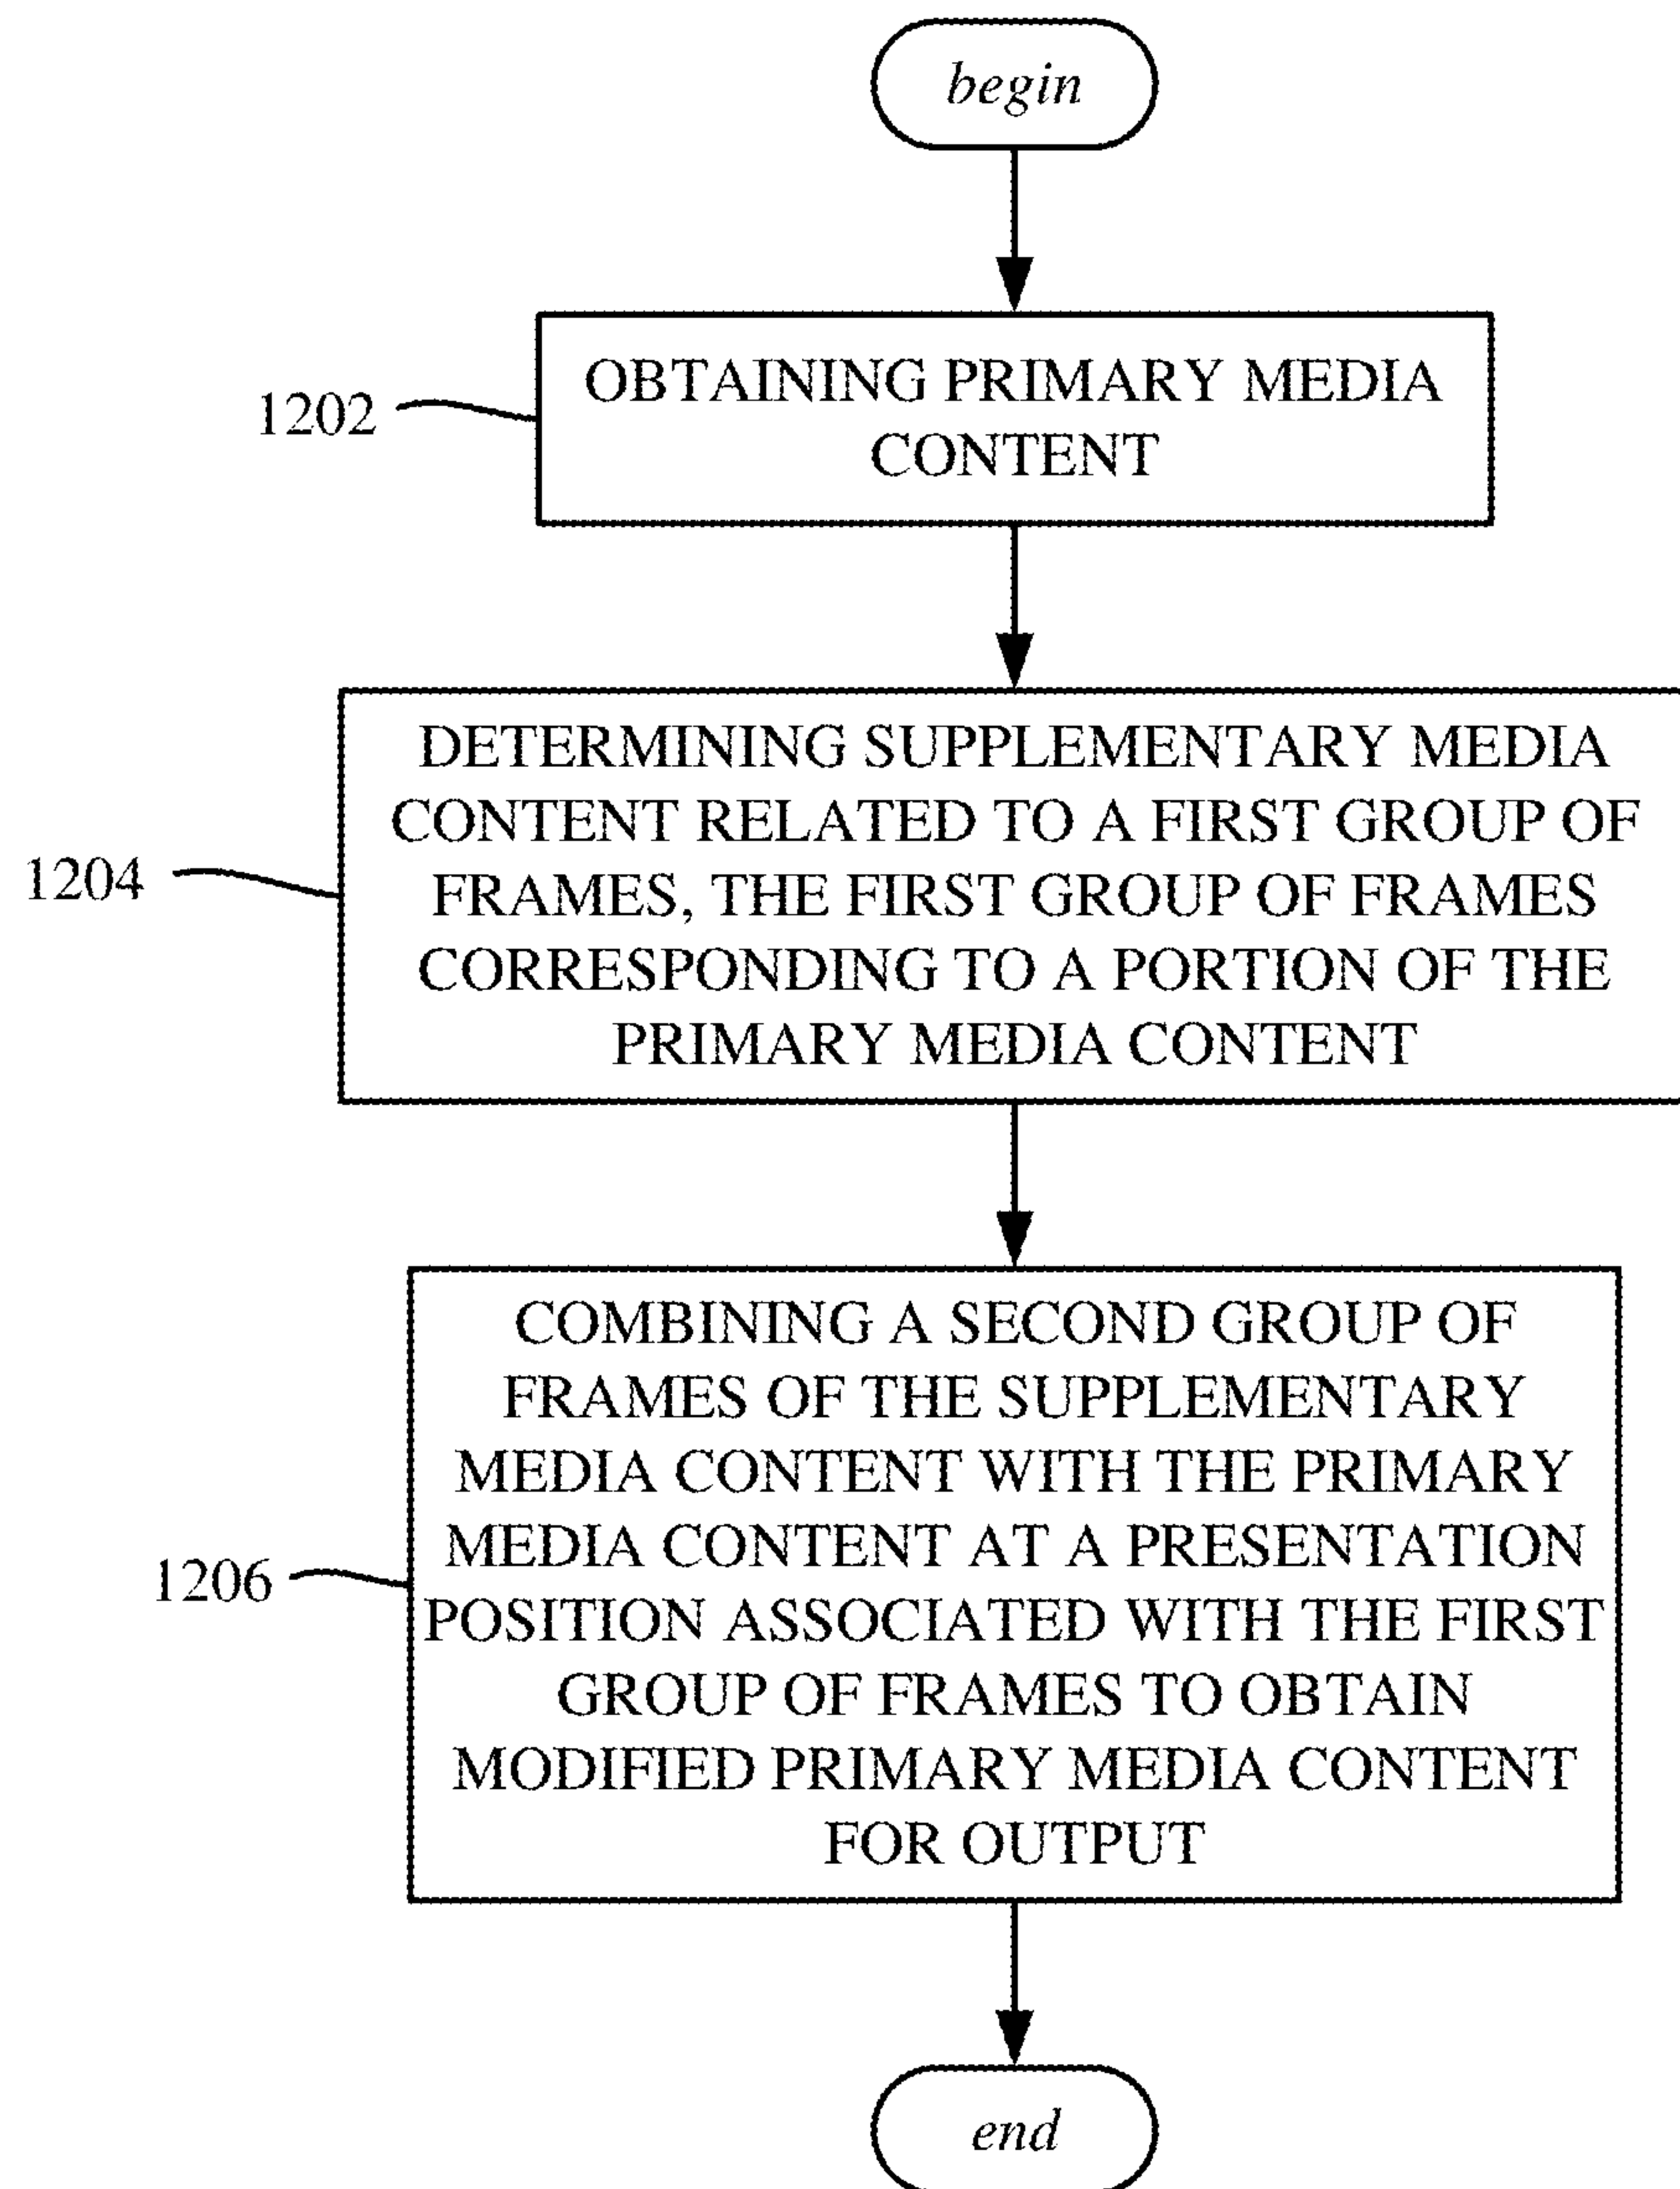 begin
1202
OBTAINING PRIMARY MEDIA
CONTENT
1204
DETERMINING SUPPLEMENTARY MEDIA
CONTENT RELATED TO A FIRST GROUP OF
FRAMES, THE FIRST GROUP OF FRAMES
CORRESPONDING TO A PORTION OF THE
PRIMARY MEDIA CONTENT
1206
COMBINING A SECOND GROUP OF
FRAMES OF THE SUPPLEMENTARY
MEDIA CONTENT WITH THE PRIMARY
MEDIA CONTENT AT A PRESENTATION
POSITION ASSOCIATED WITH THE FIRST
GROUP OF FRAMES TO OBTAIN
MODIFIED PRIMARY MEDIA CONTENT
FOR OUTPUT
end